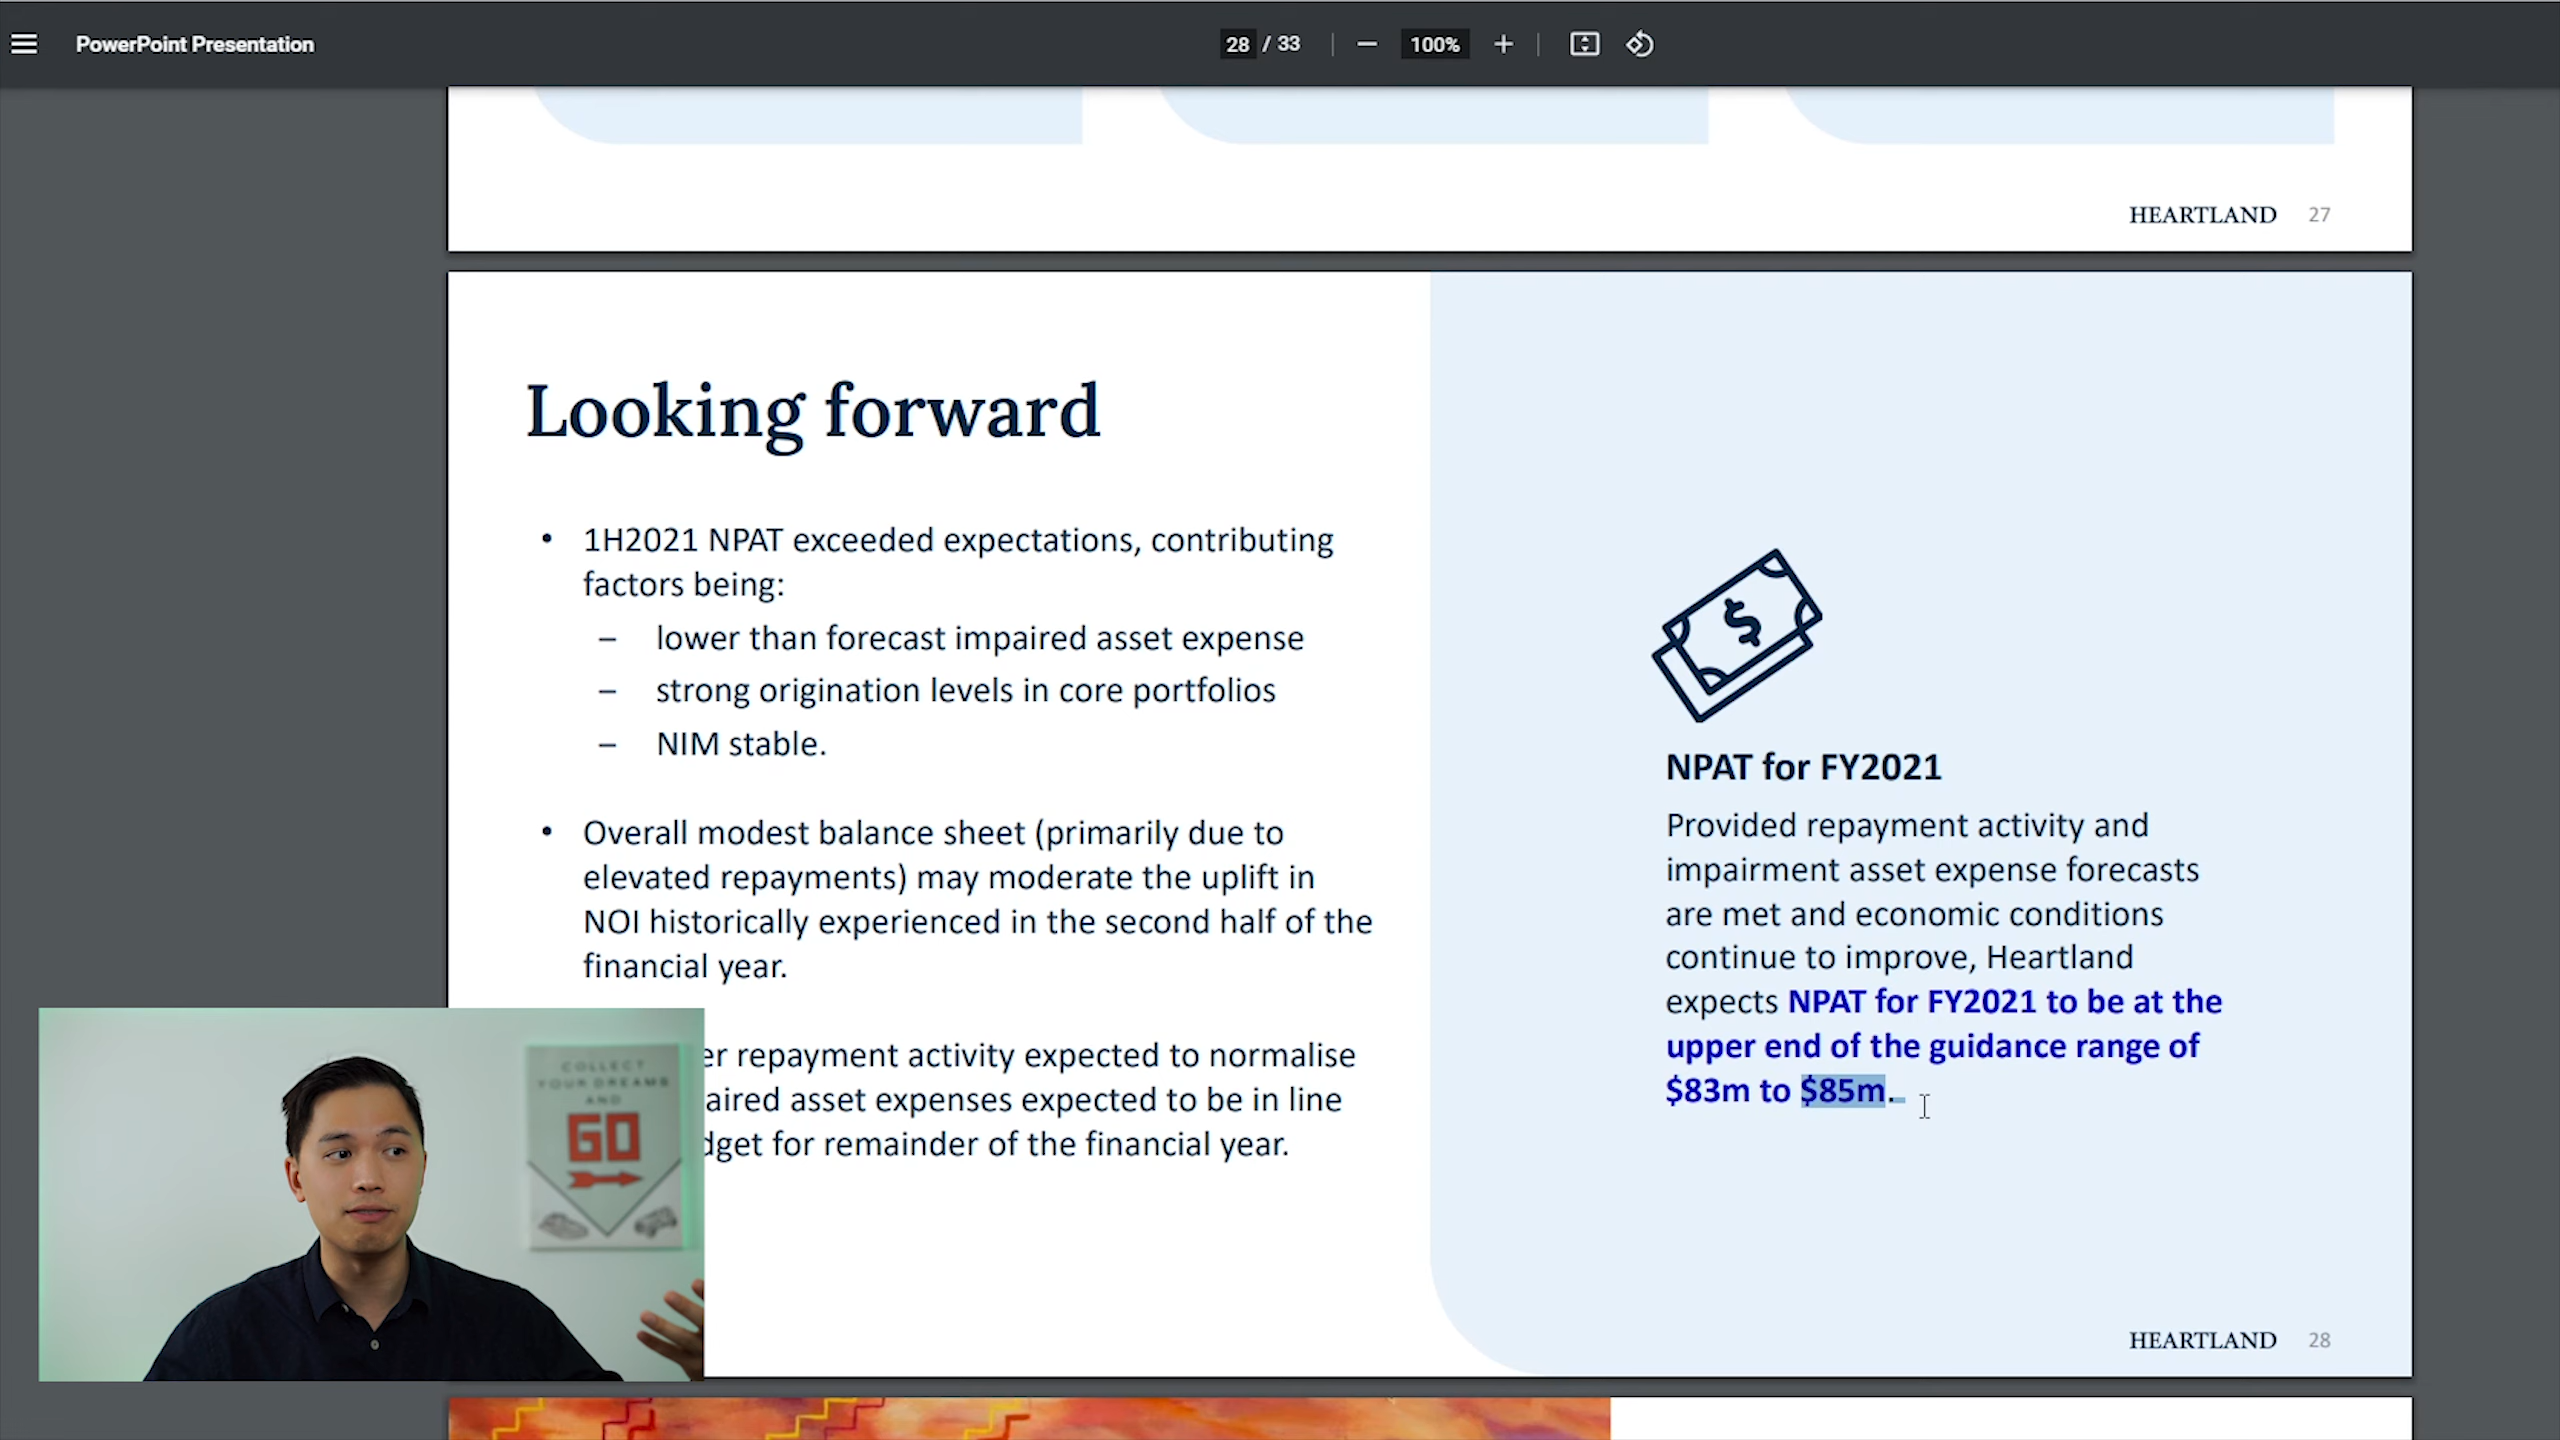 PowerPoint Presentation
28 / 33
100%
HEARTLAND 27
Looking forward
• 1H2021 NPAT exceeded expectations, contributing
factors being:
– lower than forecast impaired asset expense
– strong origination levels in core portfolios
– NIM stable.
• Overall modest balance sheet (primarily due to
elevated repayments) may moderate the uplift in
NOI historically experienced in the second half of the
financial year.
repayment activity expected to normalise
asset expenses expected to be in line
for remainder of the financial year.
$
NPAT for FY2021
Provided repayment activity and
impairment asset expense forecasts
are met and economic conditions
continue to improve, Heartland
expects NPAT for FY2021 to be at the
upper end of the guidance range of
$83m to $85m.
HEARTLAND 28
COLLECT
YOUR DREAMS
AND
GO